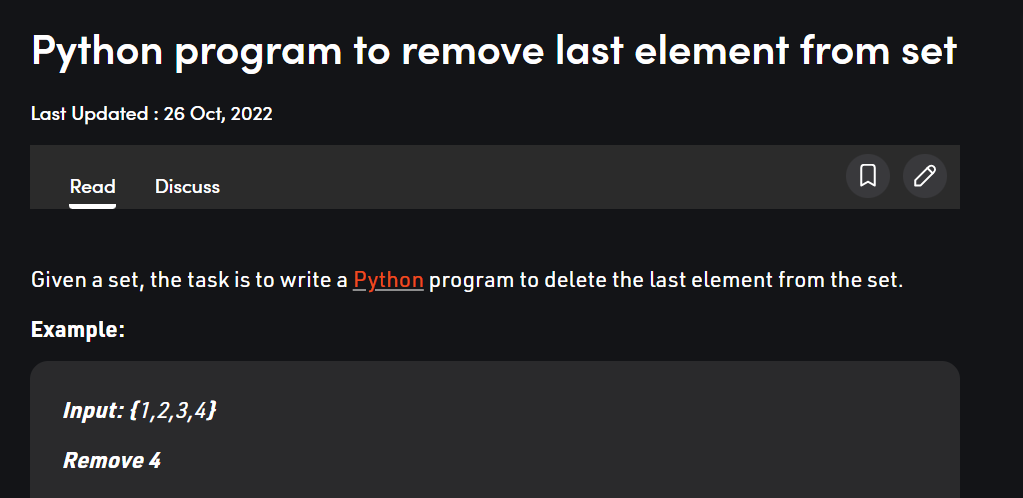 Python program to remove last element from set
Last Updated : 26 Oct, 2022
Read Discuss
Given a set, the task is to write a Python program to delete the last element from the set.
Example:
Input: {1,2,3,4}
Remove 4